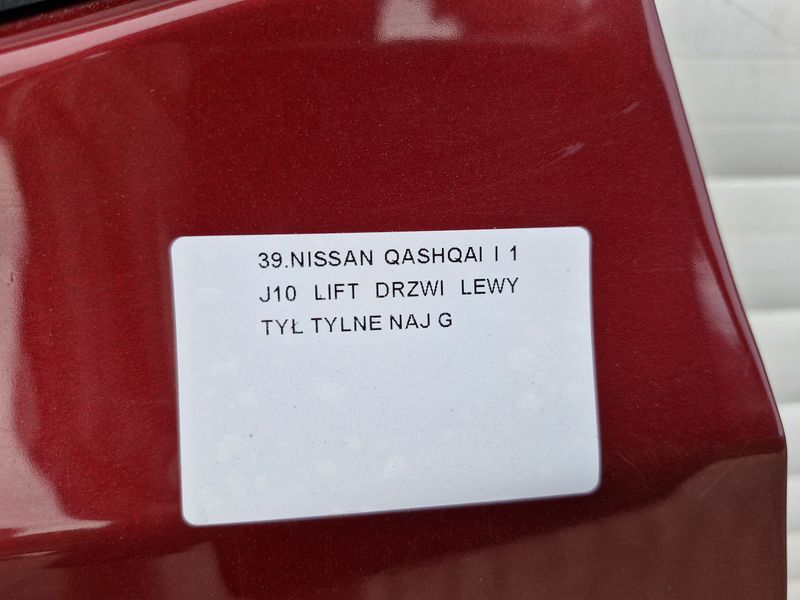 39.NISSAN QASHQAI I 1
J10 LIFT DRZWI LEWY
TYŁ TYLNE NAJ G